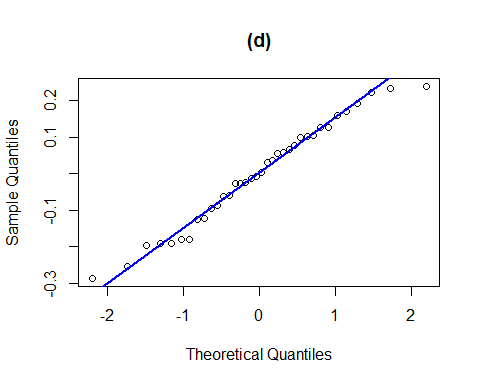 (d)
Sample Quantiles
0.2
0.1
-0.1
-0.3
-2 -1 0 1 2
Theoretical Quantiles